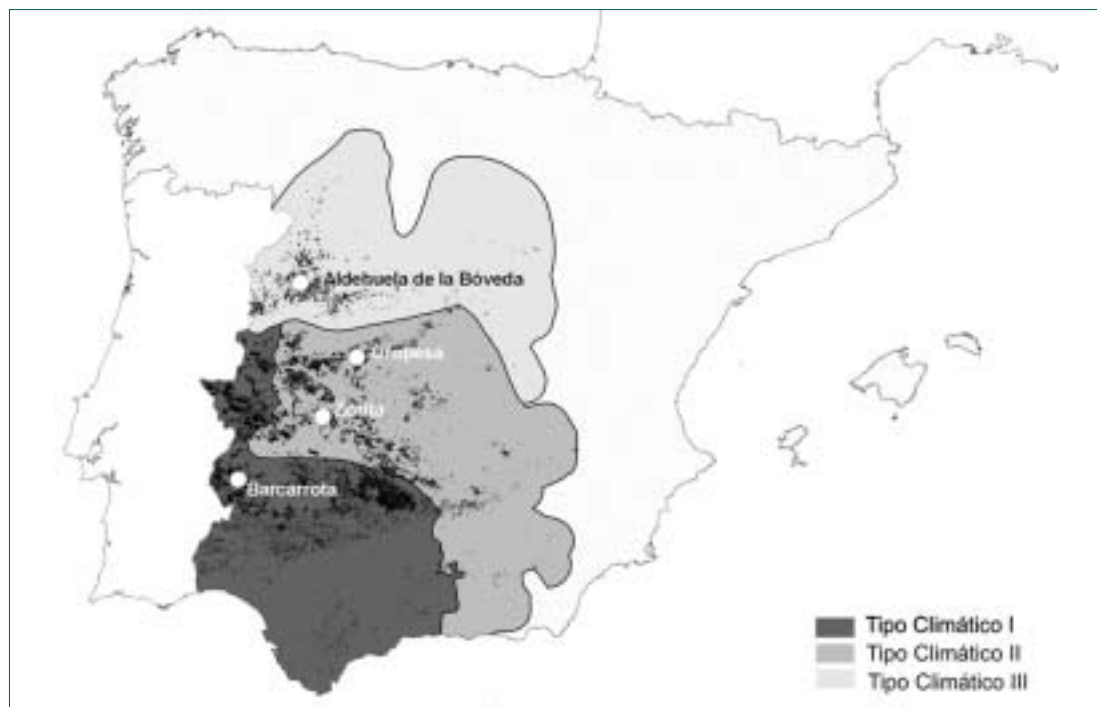 Aldehuela de la Bóveda
Oropesa
Zorita
Barcarrota
Tipo Climático I
Tipo Climático II
Tipo Climático III